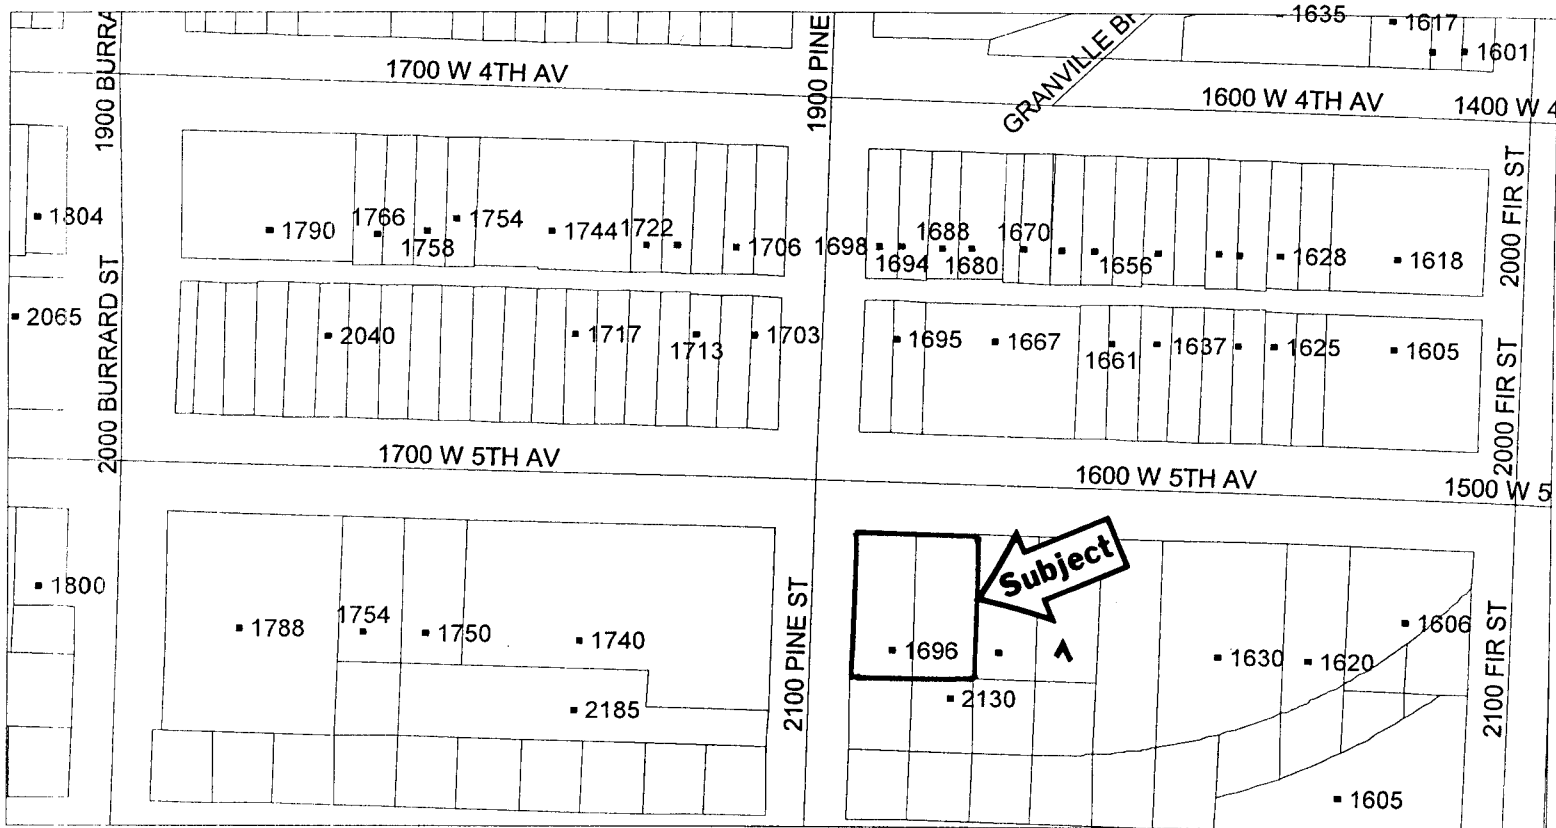 1900 BURRA
1700 W 4TH AV
1900 PINE
GRANVILLE BR
1635
1617
1601
1600 W 4TH AV
1400 W 4
1804
1790
1766
1758
1754
1744
1722
1706
1698
1694
1688
1680
1670
1656
1628
1618
2000 FIR ST
2065
2000 BURRARD ST
2040
1717
1713
1703
1695
1667
1661
1637
1625
1605
2000 FIR ST
1700 W 5TH AV
1600 W 5TH AV
1500 W 5
1800
1788
1754
1750
1740
2185
2100 PINE ST
Subject
1696
2130
1630
1620
1606
2100 FIR ST
1605